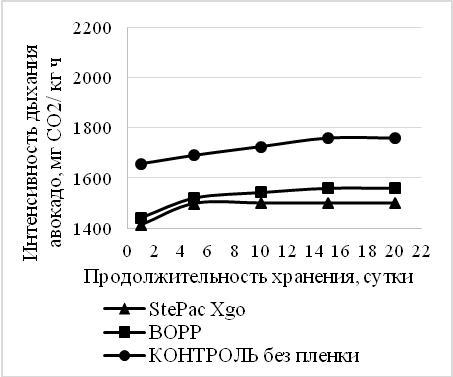 Интенсивность дыхания
авокадо, мг CO2/ кг ч
2200
2000
1800
1600
1400
0 2 4 6 8 10 12 14 16 18 20 22
Продолжительность хранения, сутки
StePac Xgo
BOPP
КОНТРОЛЬ без пленки